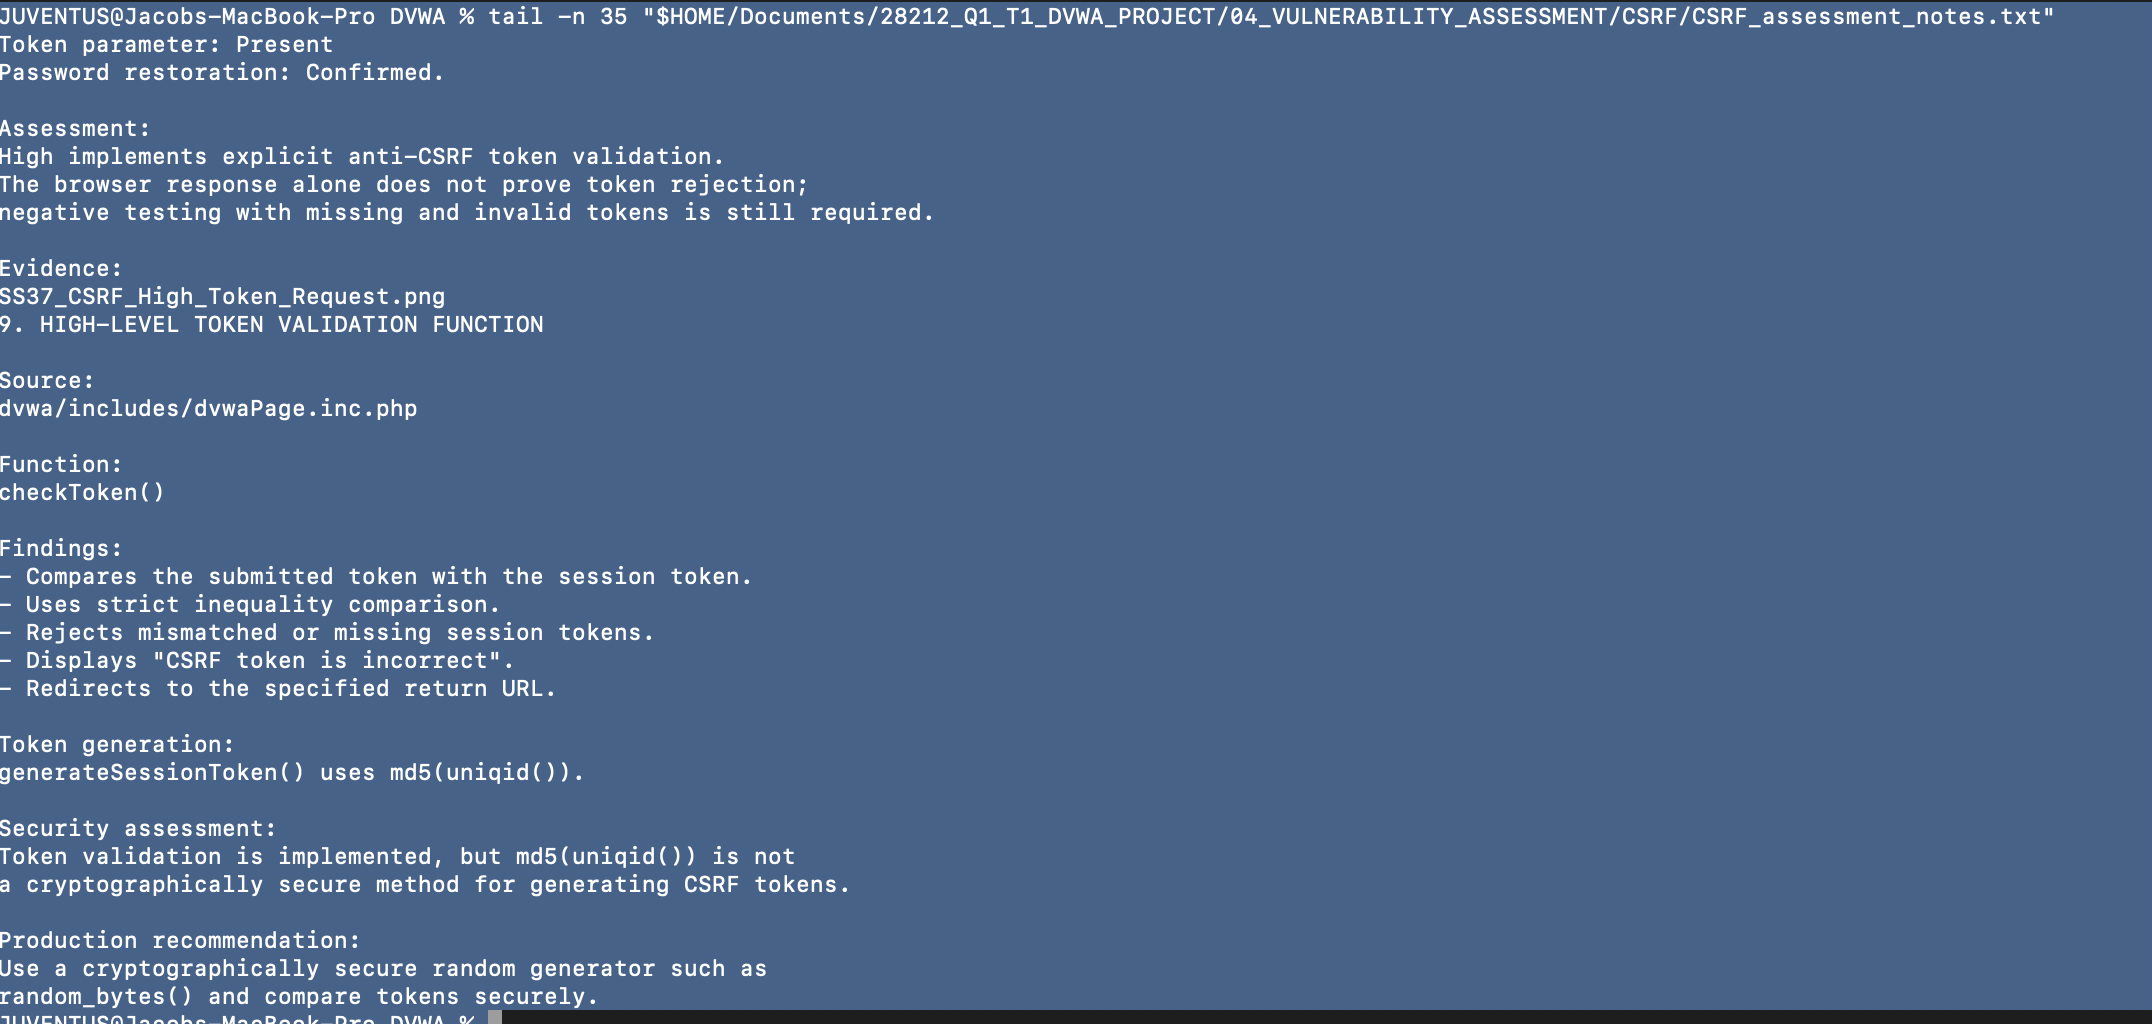 JUVENTUS@Jacobs-MacBook-Pro DVWA % tail -n 35 "$HOME/Documents/28212_Q1_T1_DVWA_PROJECT/04_VULNERABILITY_ASSESSMENT/CSRF/CSRF_assessment_notes.txt"
Token parameter: Present
Password restoration: Confirmed.
Assessment:
High implements explicit anti-CSRF token validation.
The browser response alone does not prove token rejection;
negative testing with missing and invalid tokens is still required.
Evidence:
SS37_CSRF_High_Token_Request.png
9. HIGH-LEVEL TOKEN VALIDATION FUNCTION
Source:
dvwa/includes/dvwaPage.inc.php
Function:
checkToken()
Findings:
- Compares the submitted token with the session token.
- Uses strict inequality comparison.
- Rejects mismatched or missing session tokens.
- Displays "CSRF token is incorrect".
- Redirects to the specified return URL.
Token generation:
generateSessionToken() uses md5(uniqid()).
Security assessment:
Token validation is implemented, but md5(uniqid()) is not
a cryptographically secure method for generating CSRF tokens.
Production recommendation:
Use a cryptographically secure random generator such as
random_bytes() and compare tokens securely.
JUVENTUS@Jacobs-MacBook-Pro DVWA %